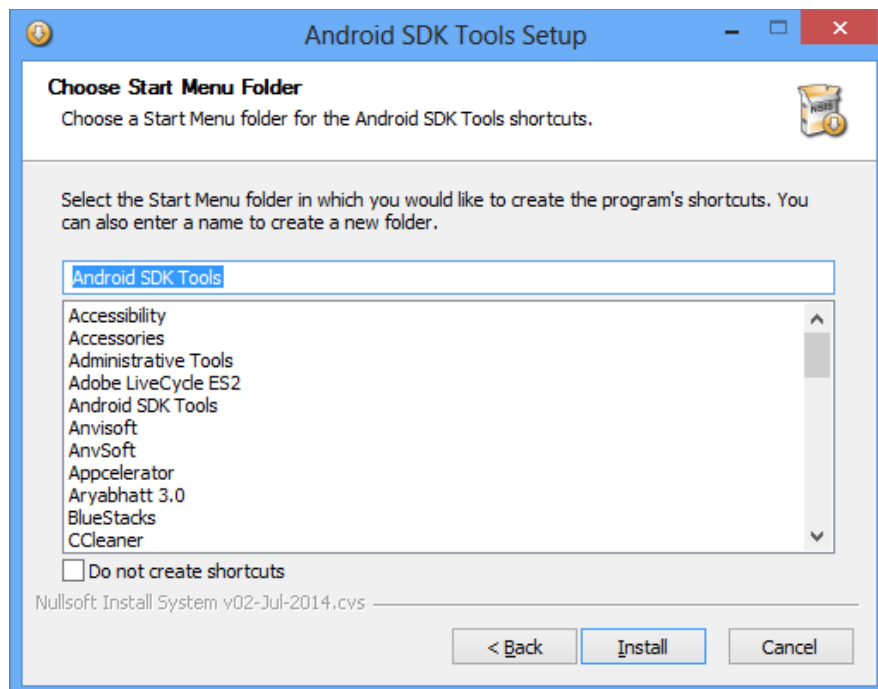 Android SDK Tools Setup
Choose Start Menu Folder
Choose a Start Menu folder for the Android SDK Tools shortcuts.
NSIS
Select the Start Menu folder in which you would like to create the program's shortcuts. You
can also enter a name to create a new folder.
Android SDK Tools
Accessibility
Accessories
Administrative Tools
Adobe LiveCycle ES2
Android SDK Tools
Anvisoft
AnvSoft
Appcelerator
Aryabhatt 3.0
BlueStacks
CCleaner
Do not create shortcuts
Nullsoft Install System v02-Jul-2014.cvs
< Back Install Cancel